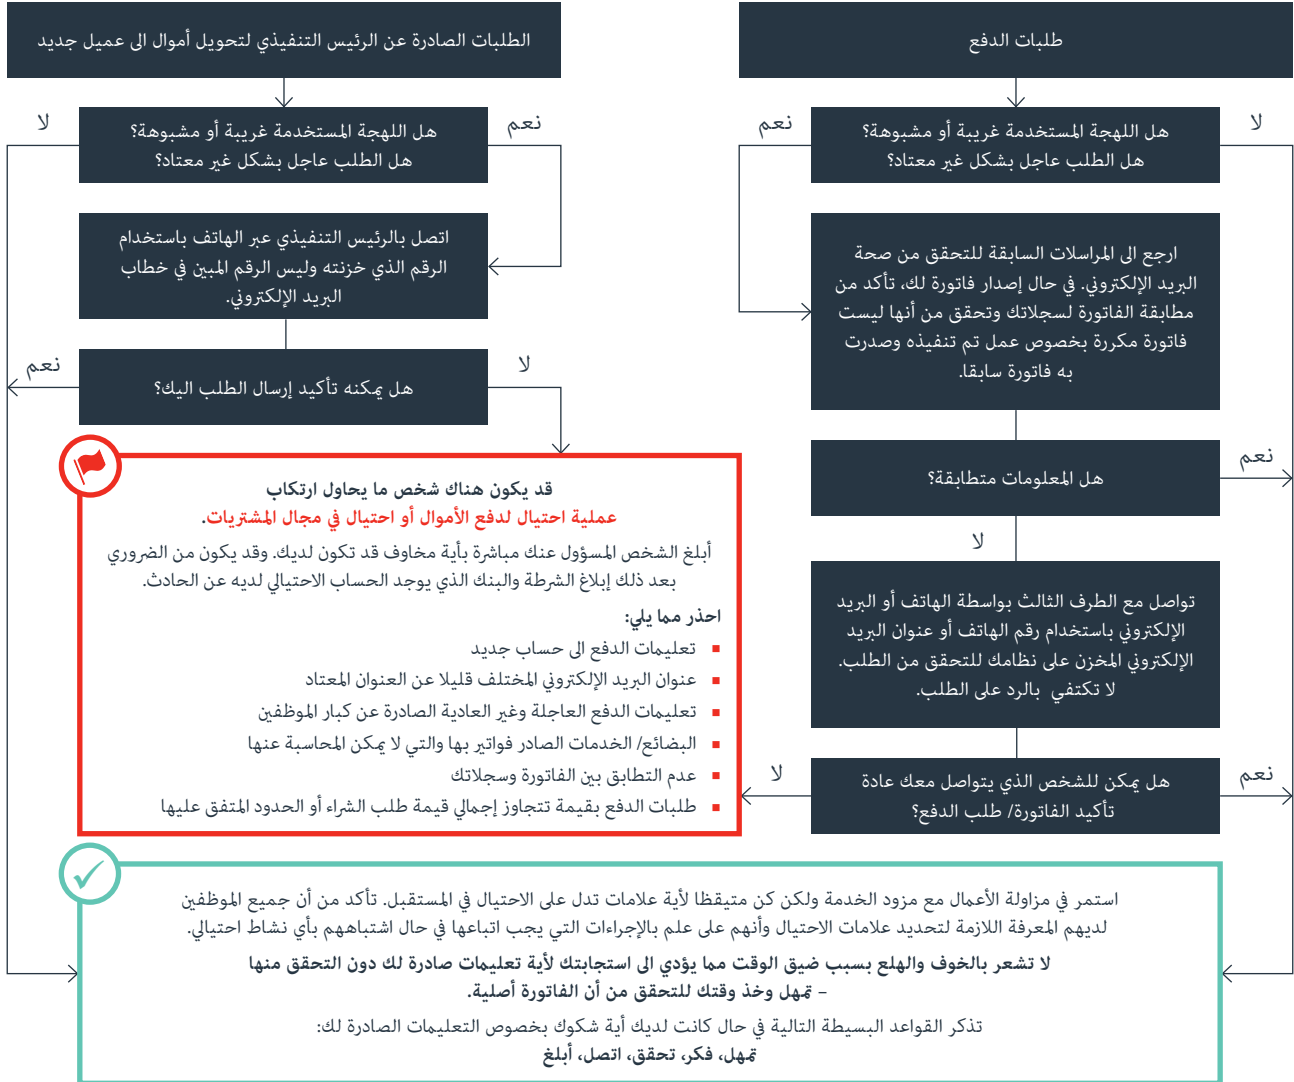 طلبات الدفع
لا
هل اللهجة المستخدمة غريبة أو مشبوهة؟
هل الطلب عاجل بشكل غير معتاد؟
نعم
ارجع الى المراسلات السابقة للتحقق من صحة
البريد الإلكتروني. في حال إصدار فاتورة لك، تأكد من
مطابقة الفاتورة لسجلاتك وتحقق من أنها ليست
فاتورة مكررة بخصوص عمل تم تنفيذه وصدرت
به فاتورة سابقا.
هل المعلومات متطابقة؟
نعم
لا
تواصل مع الطرف الثالث بواسطة الهاتف أو البريد
الإلكتروني باستخدام رقم الهاتف أو عنوان البريد
الإلكتروني المخزن على نظامك للتحقق من الطلب.
لا تكتفي بالرد على الطلب.
هل يمكن للشخص الذي يتواصل معك عادة
تأكيد الفاتورة/ طلب الدفع؟
نعم
لا
الطلبات الصادرة عن الرئيس التنفيذي لتحويل أموال الى عميل جديد
نعم
هل اللهجة المستخدمة غريبة أو مشبوهة؟
هل الطلب عاجل بشكل غير معتاد؟
لا
اتصل بالرئيس التنفيذي عبر الهاتف باستخدام
الرقم الذي خزنته وليس الرقم المبين في خطاب
البريد الإلكتروني.
لا
هل يمكنه تأكيد إرسال الطلب اليك؟
نعم
قد يكون هناك شخص ما يحاول ارتكاب
عملية احتيال لدفع الأموال أو احتيال في مجال المشتريات.
أبلغ الشخص المسؤول عنك مباشرة بأية مخاوف قد تكون لديك. وقد يكون من الضروري
بعد ذلك إبلاغ الشرطة والبنك الذي يوجد الحساب الاحتيالي لديه عن الحادث.
احذر مما يلي:
▪ تعليمات الدفع الى حساب جديد
▪ عنوان البريد الإلكتروني المختلف قليلا عن العنوان المعتاد
▪ تعليمات الدفع العاجلة وغير العادية الصادرة عن كبار الموظفين
▪ البضائع/ الخدمات الصادر فواتير بها والتي لا يمكن المحاسبة عنها
▪ عدم التطابق بين الفاتورة وسجلاتك
▪ طلبات الدفع بقيمة تتجاوز إجمالي قيمة طلب الشراء أو الحدود المتفق عليها
استمر في مزاولة الأعمال مع مزود الخدمة ولكن كن متيقظا لأية علامات تدل على الاحتيال في المستقبل. تأكد من أن جميع الموظفين
لديهم المعرفة اللازمة لتحديد علامات الاحتيال وأنهم على علم بالإجراءات التي يجب اتباعها في حال اشتباههم بأي نشاط احتيالي.
لا تشعر بالخوف والهلع بسبب ضيق الوقت مما يؤدي الى استجابتك لأية تعليمات صادرة لك دون التحقق منها
– تمهل وخذ وقتك للتحقق من أن الفاتورة أصلية.
تذكر القواعد البسيطة التالية في حال كانت لديك أية شكوك بخصوص التعليمات الصادرة لك:
تمهل، فكر، تحقق، اتصل، أبلغ